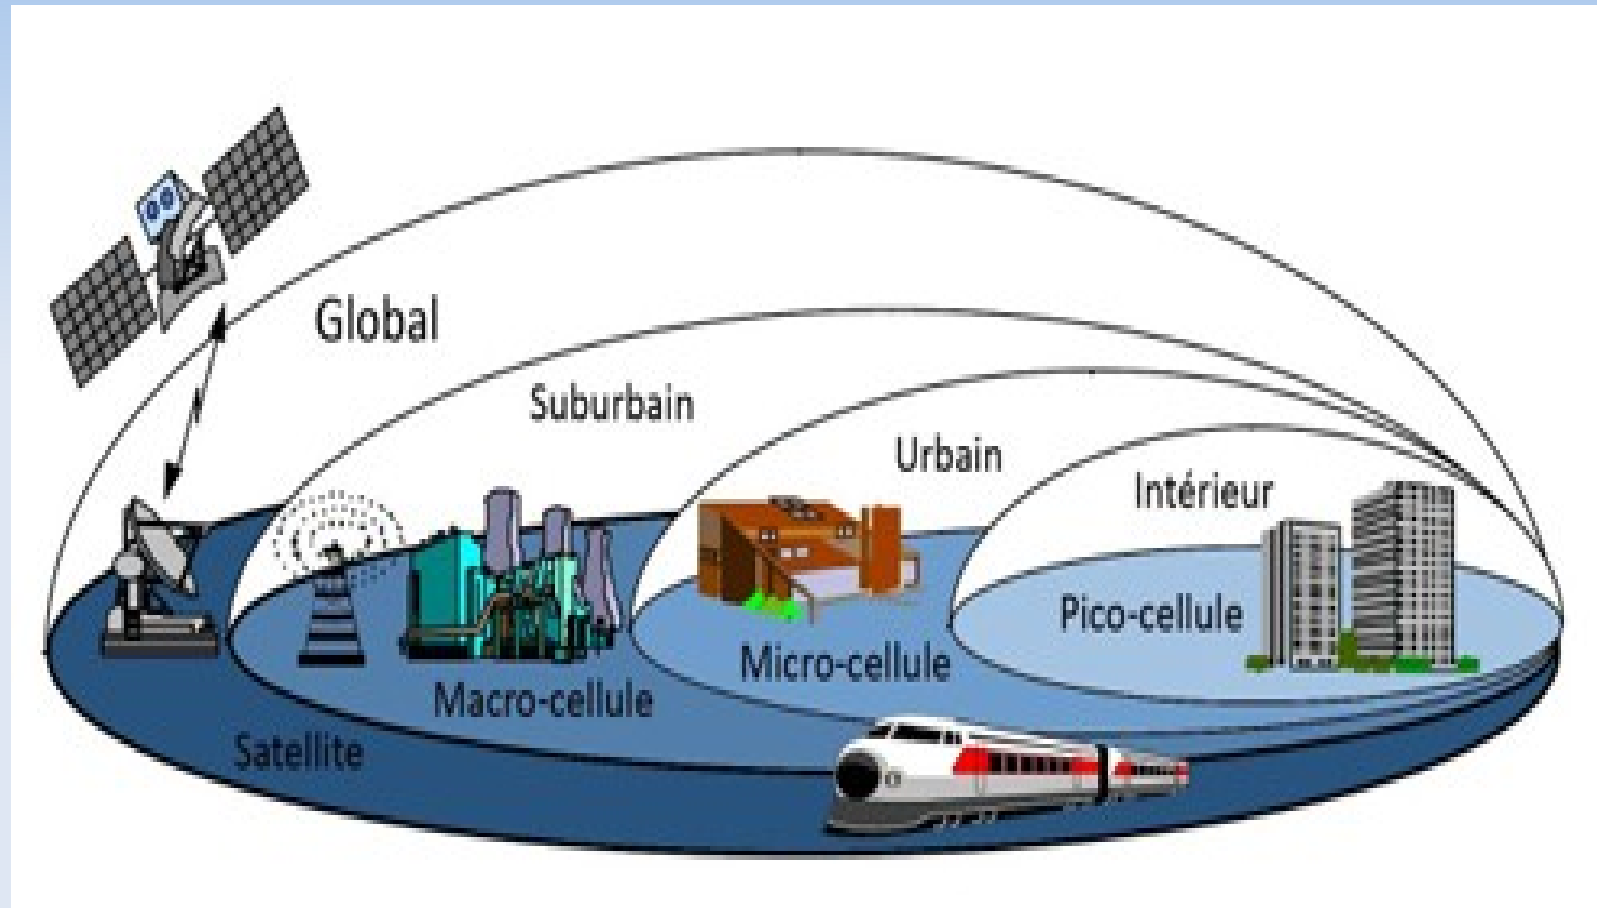 Global
Suburbain
Urbain
Intérieur
Pico-cellule
Micro-cellule
Macro-cellule
Satellite